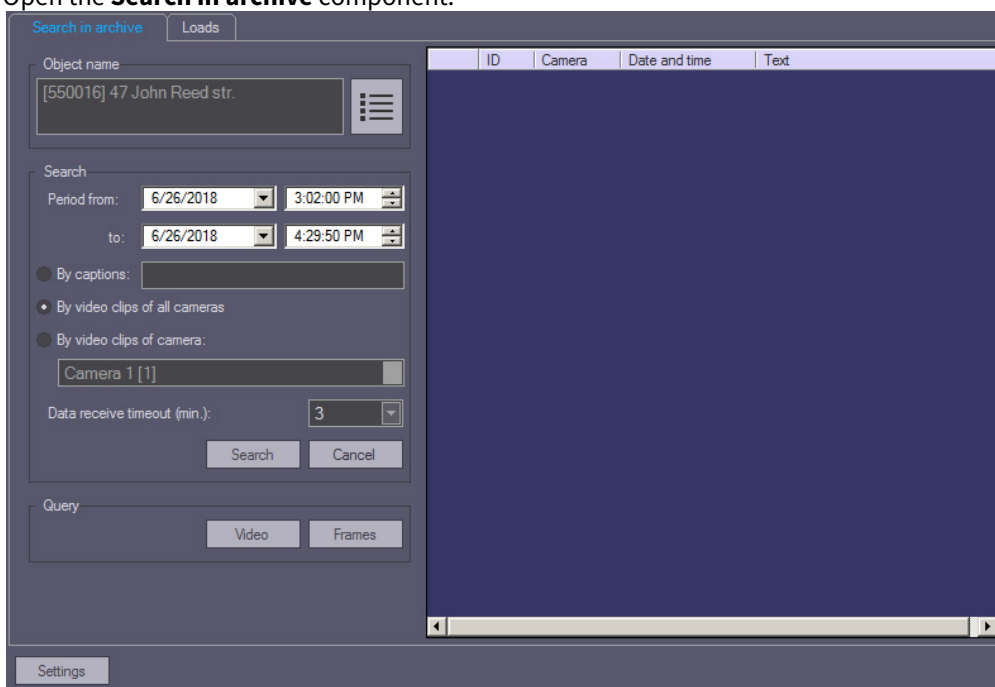 Open the Search in archive component.
Search in archive Loads
Object name
[550016] 47 John Reed str.
ID Camera Date and time Text
Search
Period from: 6/26/2018 3:02:00 PM
to: 6/26/2018 4:29:50 PM
By captions:
By video clips of all cameras
By video clips of camera:
Camera 1 [1]
Data receive timeout (min.): 3
Search Cancel
Query
Video Frames
Settings